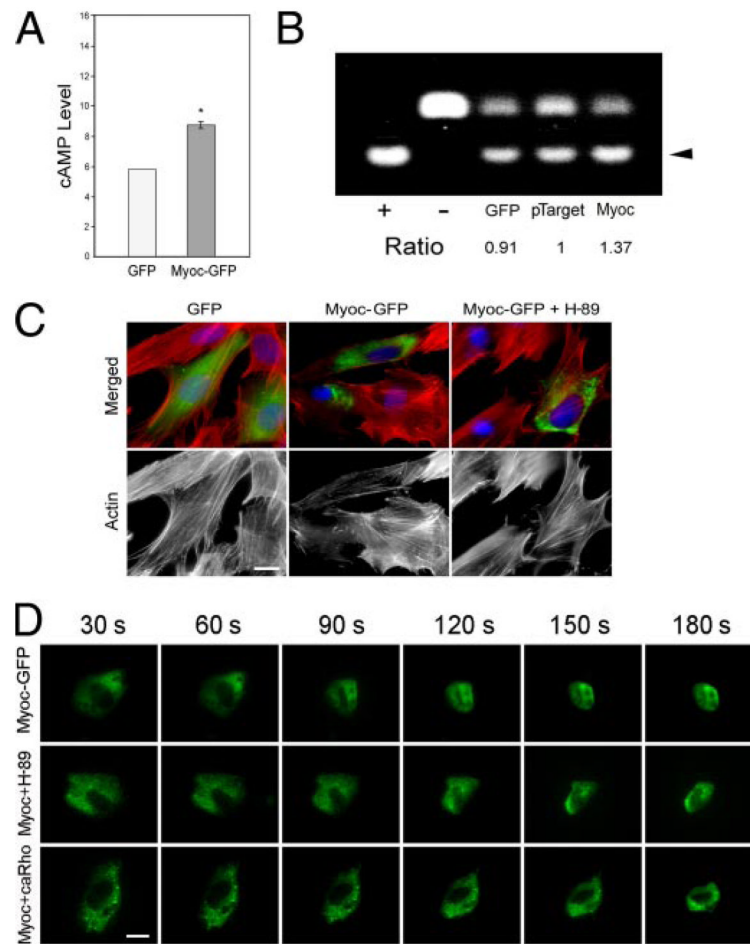 A
cAMP Level
16
14
12
10
8
6
4
2
0
*
GFP Myoc-GFP
B
+ - GFP pTarget Myoc
Ratio 0.91 1 1.37
C
GFP Myoc-GFP Myoc-GFP + H-89
Merged
Actin
D
30 s 60 s 90 s 120 s 150 s 180 s
Myoc-GFP
Myoc+H89
Myoc+caRho